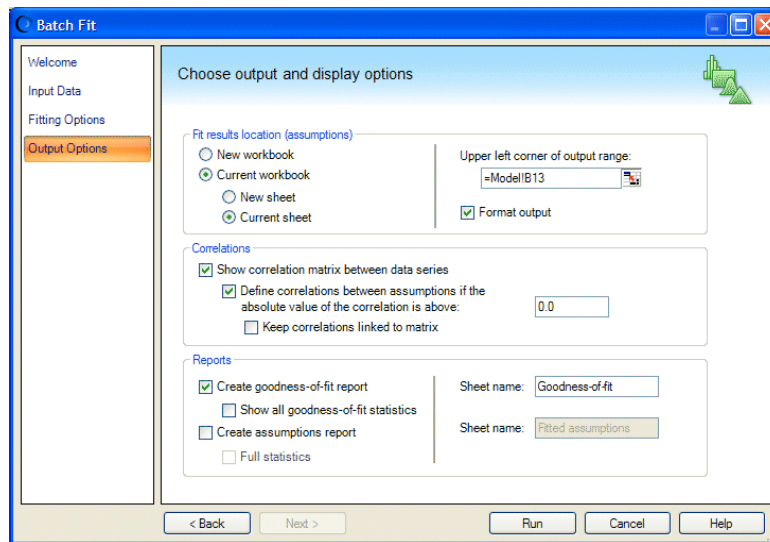 Batch Fit
Welcome
Input Data
Fitting Options
Output Options
Choose output and display options
Fit results location (assumptions)
New workbook
Current workbook
New sheet
Current sheet
Upper left corner of output range:
=Model!B13
Format output
Correlations
Show correlation matrix between data series
Define correlations between assumptions if the
absolute value of the correlation is above:
0.0
Keep correlations linked to matrix
Reports
Create goodness-of-fit report
Show all goodness-of-fit statistics
Create assumptions report
Full statistics
Sheet name: Goodness-of-fit
Sheet name: Fitted assumptions
< Back
Next >
Run
Cancel
Help